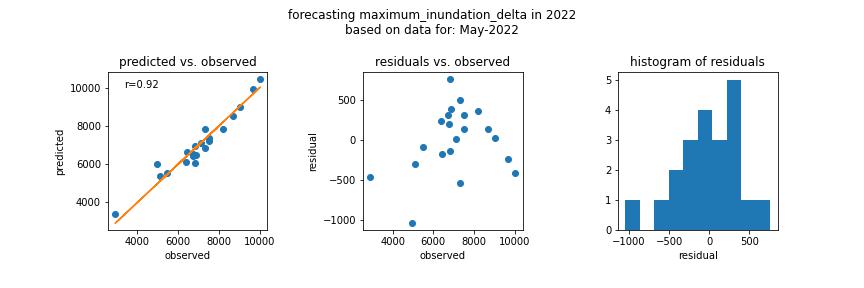 forecasting maximum_inundation_delta in 2022
based on data for: May-2022
predicted vs. observed
r=0.92
10000
8000
6000
4000
predicted
4000 6000 8000 10000
observed
residuals vs. observed
500
0
−500
−1000
residual
4000 6000 8000 10000
observed
histogram of residuals
5
4
3
2
1
0
−1000 −500 0 500
residual